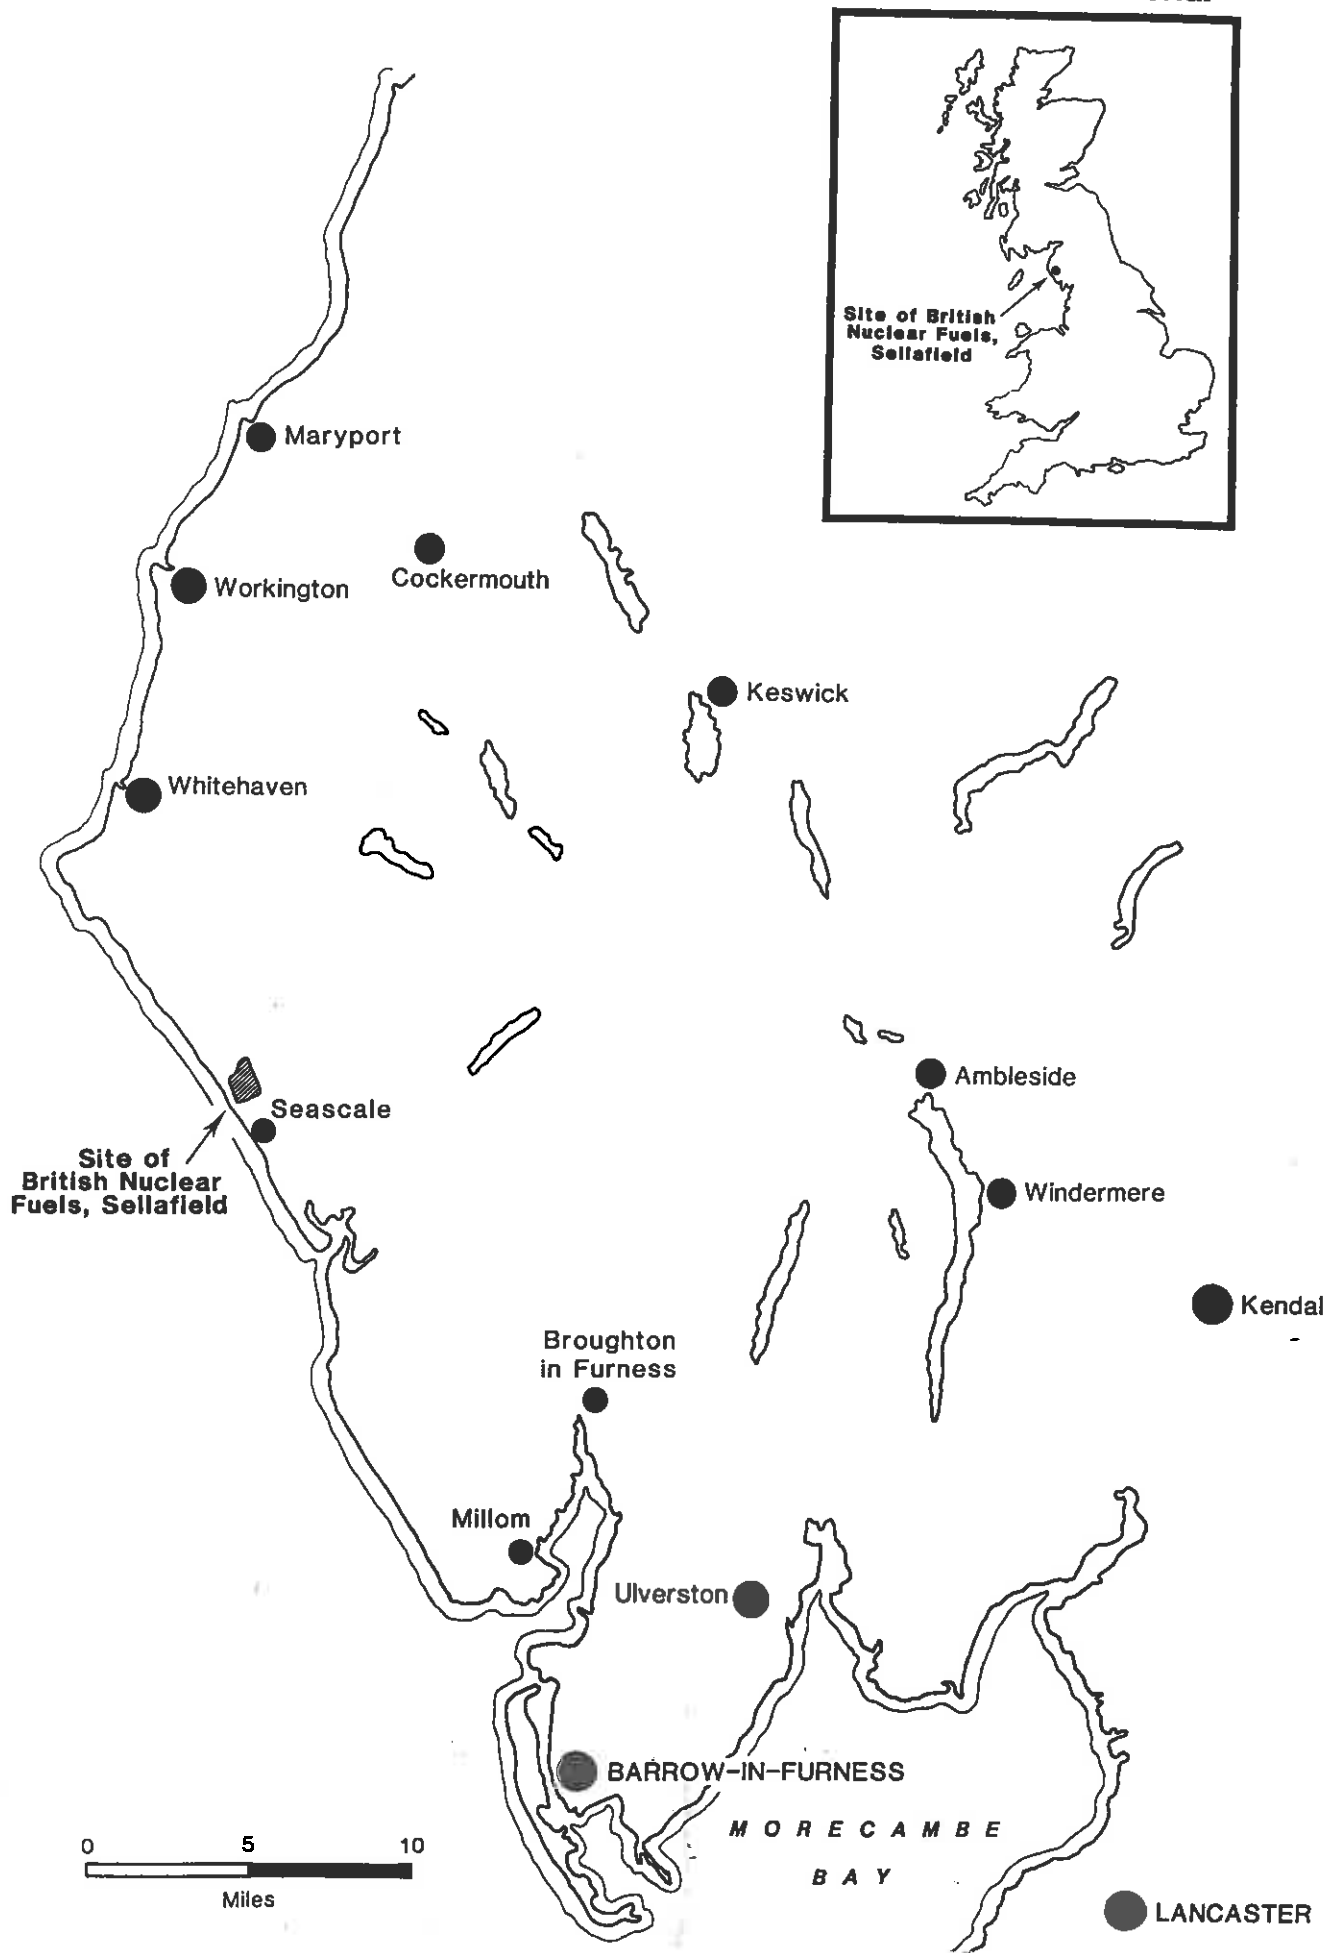 Site of British
Nuclear Fuels,
Sellafield
Maryport
Cockermouth
Workington
Keswick
Whitehaven
Ambleside
Seascale
Site of
British Nuclear
Fuels, Sellafield
Windermere
Kendal
Broughton
in Furness
Millom
Ulverston
BARROW-IN-FURNESS
MORECAMBE
BAY
0 5 10
Miles
LANCASTER